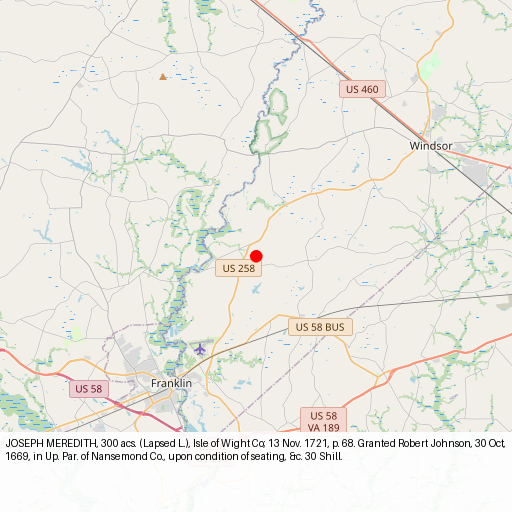 US 460
Windsor
US 258
US 58 BUS
Franklin
US 58
US 58
VA 189
JOSEPH MEREDITH, 300 acs. (Lapsed L.), Isle of Wight Co; 13 Nov. 1721, p. 68. Granted Robert Johnson, 30 Oct,
1669, in Up. Par. of Nansemond Co., upon condition of seating, &c. 30 Shill.